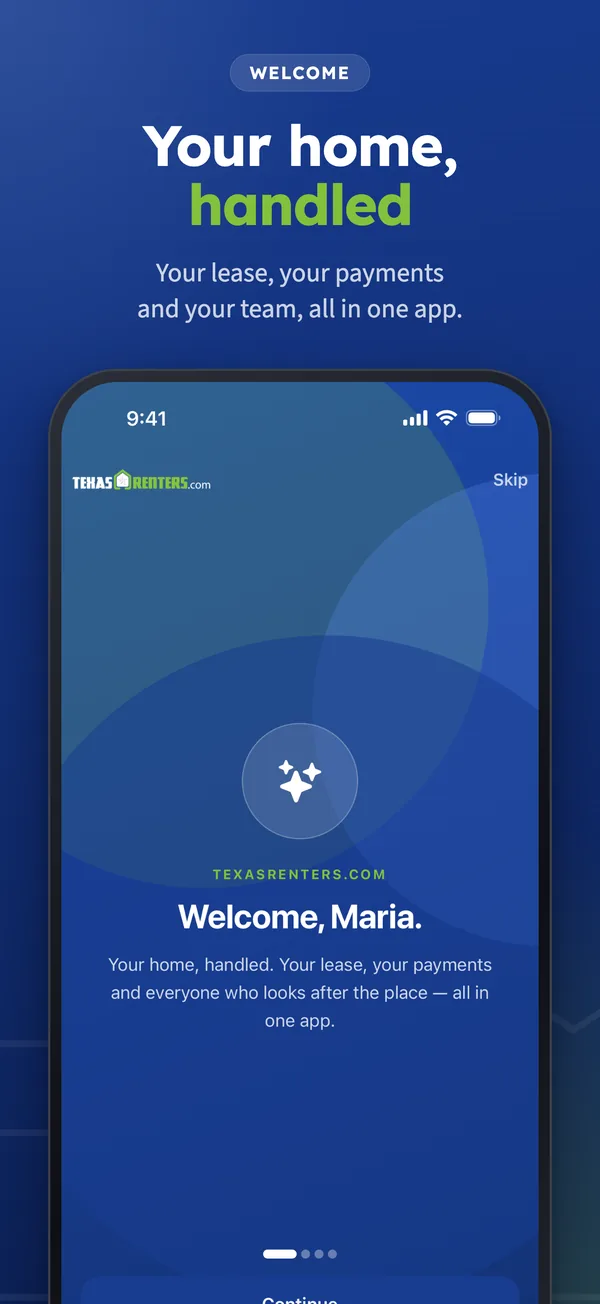 WELCOME
Your home,
handled
Your lease, your payments
and your team, all in one app.
9:41
TEXAS RENTERS.com
Skip
TEXASRENTERS.COM
Welcome, Maria.
Your home, handled. Your lease, your payments
and everyone who looks after the place — all in
one app.
Continue